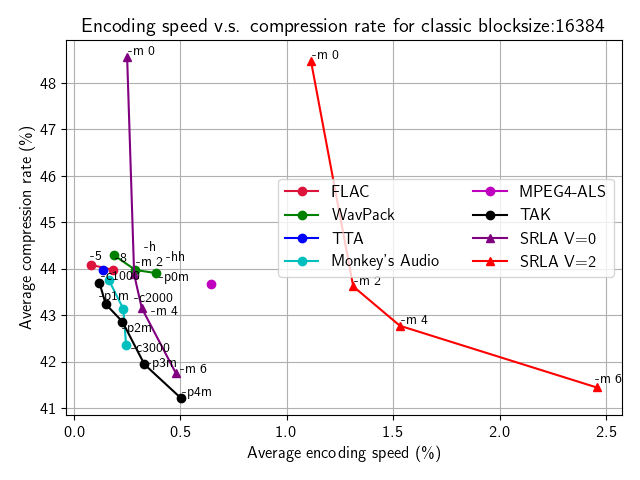 Encoding speed v.s. compression rate for classic blocksize:16384
Average compression rate (%)
48
47
46
45
44
43
42
41
-m 0
-m 0
FLAC
WavPack
TTA
Monkey's Audio
MPEG4-ALS
TAK
SRLA V=0
SRLA V=2
-h
-5
-8
-hh
-m 2
-p0m
-c1000
-m 2
-p1m
-c2000
-m 4
-m 4
-p2m
-c3000
-p3m
-m 6
-m 6
-p4m
0.0
0.5
1.0
1.5
2.0
2.5
Average encoding speed (%)